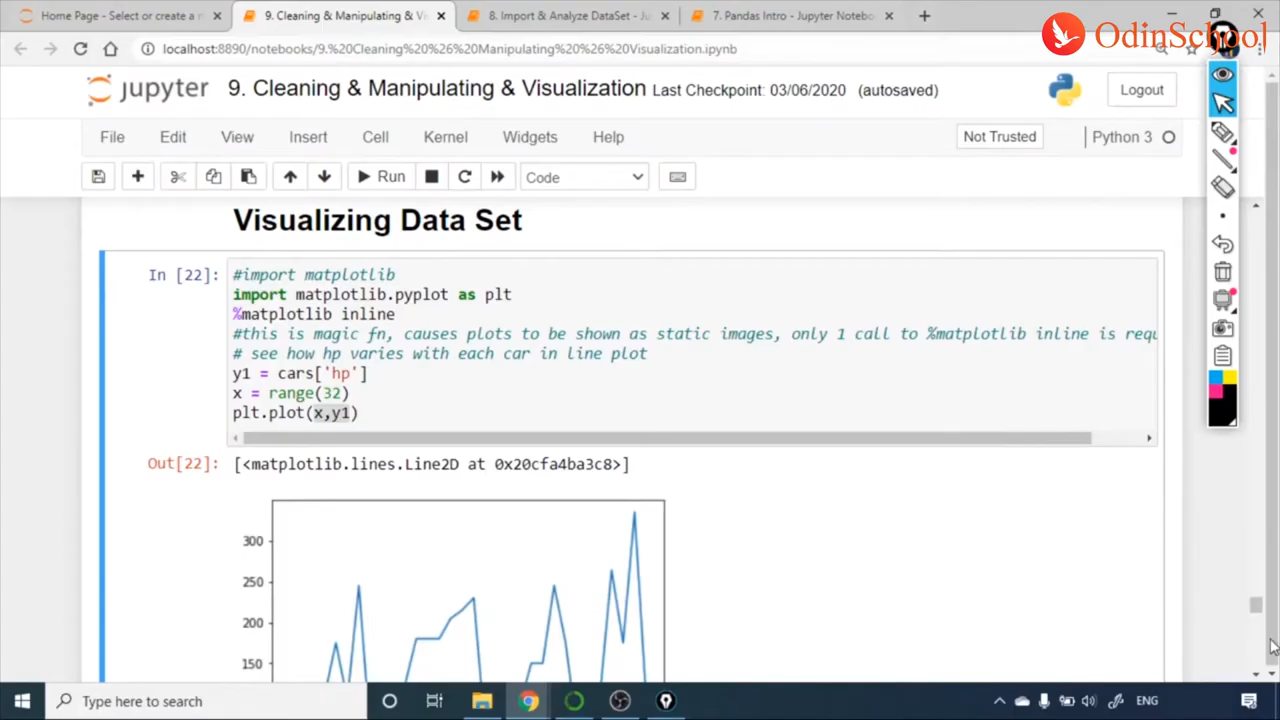 Home Page - Select or create a n
9. Cleaning & Manipulating & Vis
8. Import & Analyze DataSet - Ju
7. Pandas Intro - Jupyter Notebo
OdinSchool
localhost:8890/notebooks/9.%20Cleaning%20%26%20Manipulating%20%26%20Visualization.ipynb
jupyter 9. Cleaning & Manipulating & Visualization Last Checkpoint: 03/06/2020 (autosaved)
Logout
File Edit View Insert Cell Kernel Widgets Help
Not Trusted
Python 3
Run
Code
Visualizing Data Set
In [22]:
#import matplotlib
import matplotlib.pyplot as plt
%matplotlib inline
#this is magic fn, causes plots to be shown as static images, only 1 call to %matplotlib inline is requ
# see how hp varies with each car in line plot
y1 = cars['hp']
x = range(32)
plt.plot(x,y1)
Out[22]: [<matplotlib.lines.Line2D at 0x20cfa4ba3c8>]
300
250
200
150
Type here to search
ENG